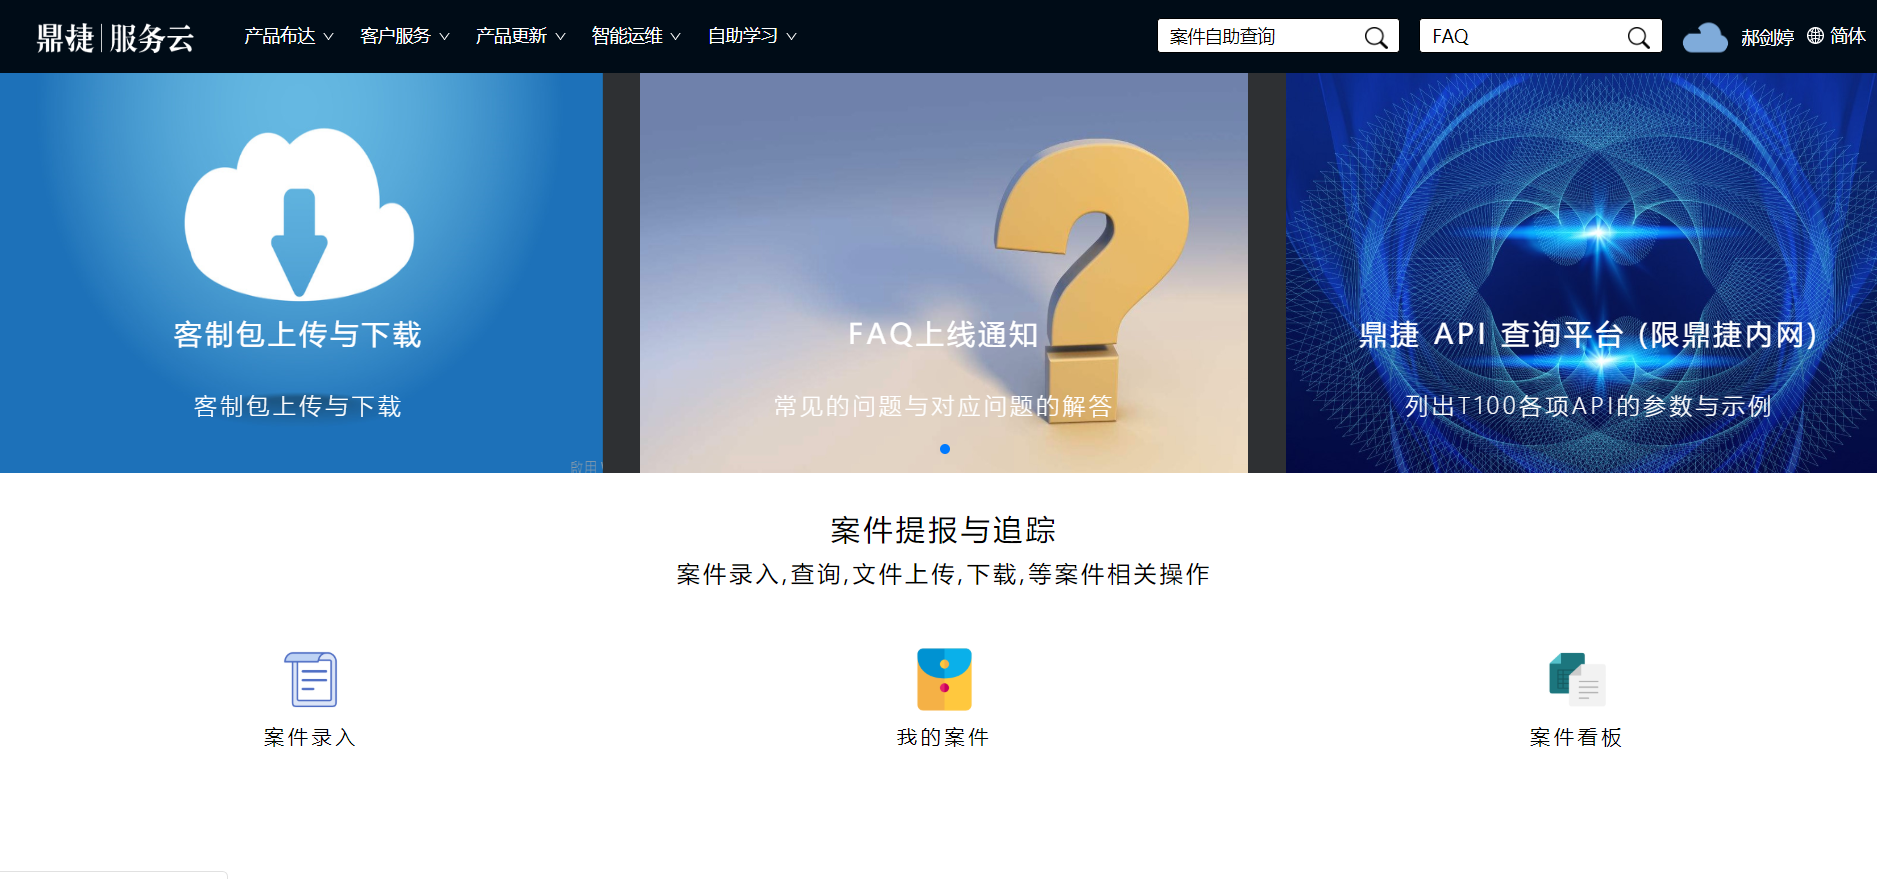 鼎捷|服务云 产品布达 客户服务 产品更新 智能运维 自助学习 案件自助查询 FAQ 郝剑婷 简体
客制包上传与下载
客制包上传与下载
啟用
FAQ上线通知
常见的问题与对应问题的解答
鼎捷 API 查询平台 (限鼎捷内网)
列出T100各项API的参数与示例
案件提报与追踪
案件录入,查询,文件上传,下载,等案件相关操作
案件录入
我的案件
案件看板